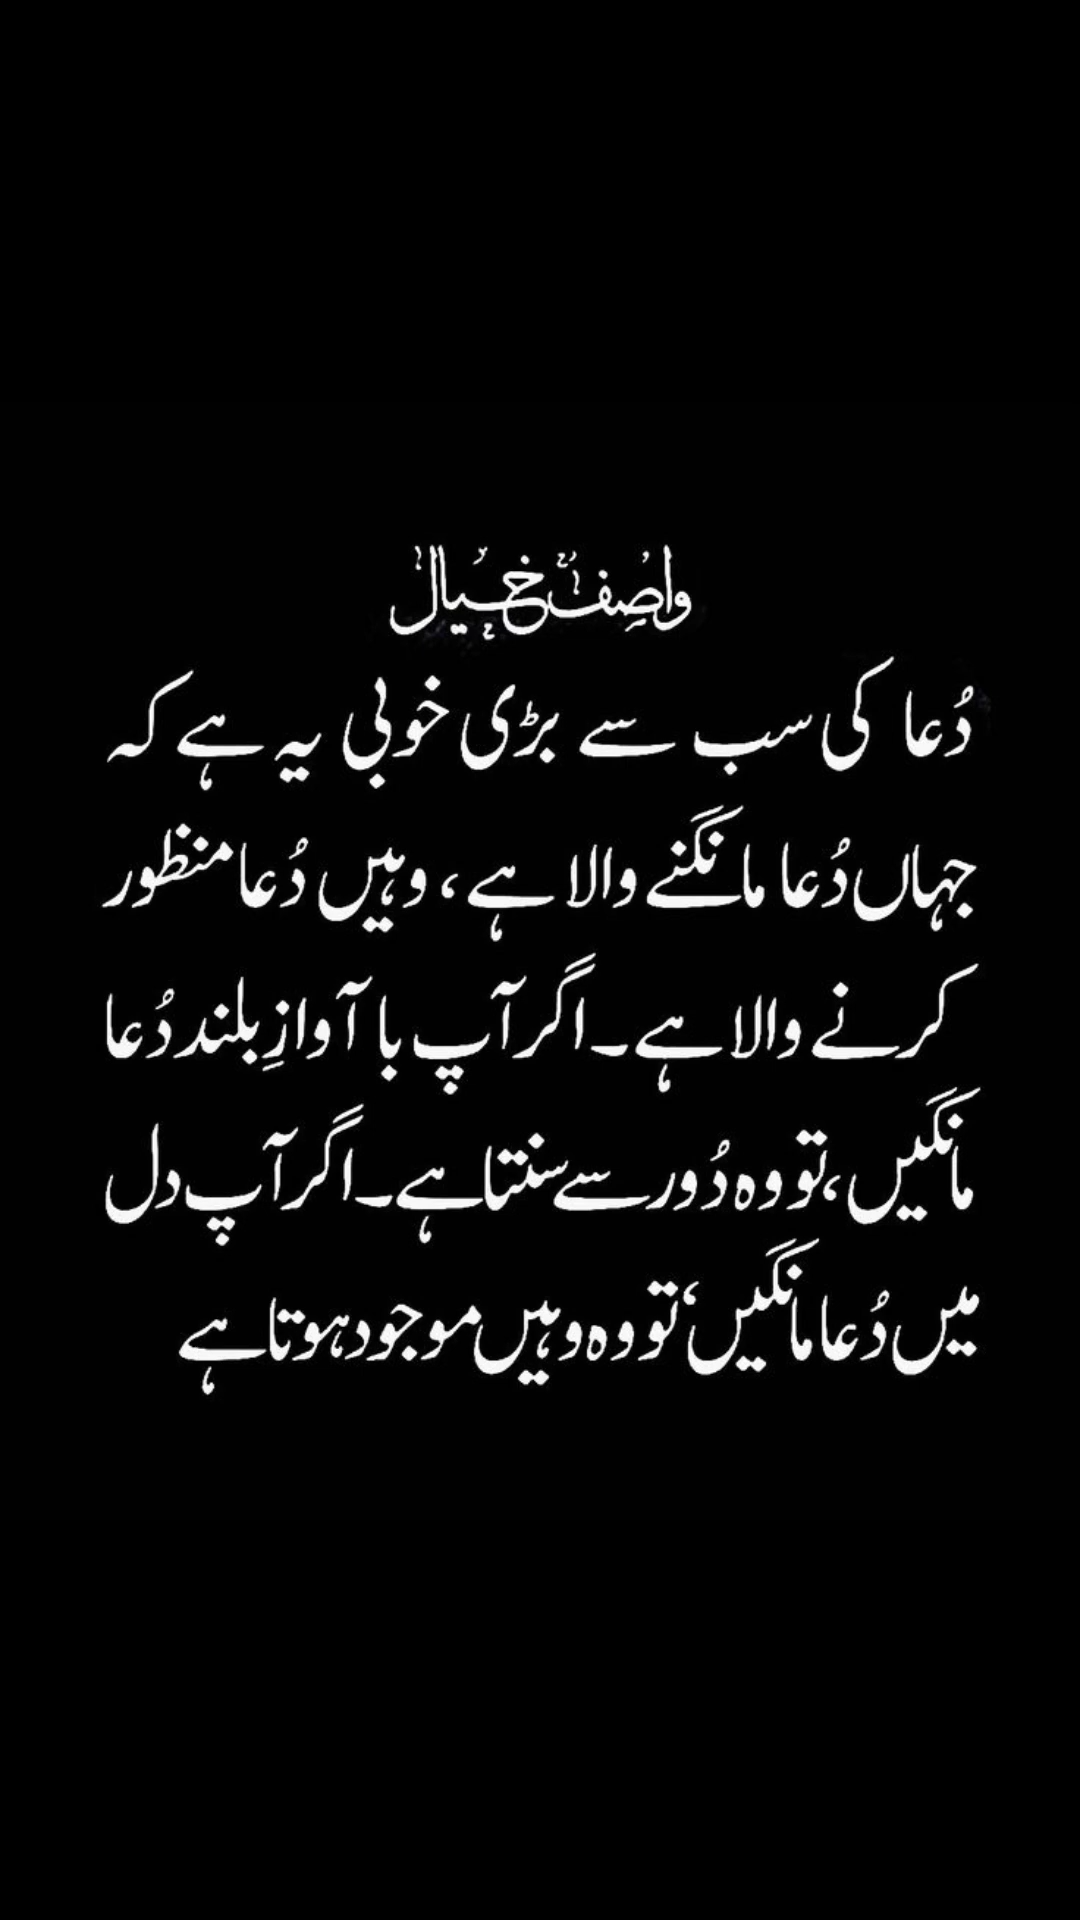 واصف خیال
دُعا کی سب سے بڑی خوبی یہ ہے کہ
جہاں دُعا مانگنے والا ہے، وہیں دُعا منظور
کرنے والا ہے۔ اگر آپ با آوازِ بلند دُعا
مانگیں، تو وہ دُور سے سنتا ہے۔ اگر آپ دل
میں دُعا مانگیں، تو وہ وہیں موجود ہوتا ہے